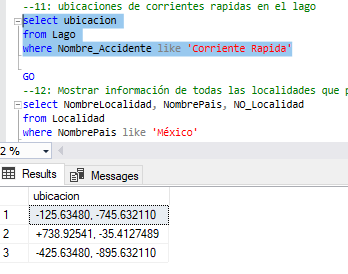 --11: ubicaciones de corrientes rapidas en el lago
select ubicacion
from Lago
where Nombre_Accidente like 'Corriente Rapida'
GO
--12: Mostrar información de todas las localidades que p
select NombreLocalidad, NombrePais, NO_Localidad
from Localidad
where NombrePais like 'México'
2 %
Results Messages
ubicacion
1 -125.63480, -745.632110
2 +738.92541, -35.4127489
3 -425.63480, -895.632110